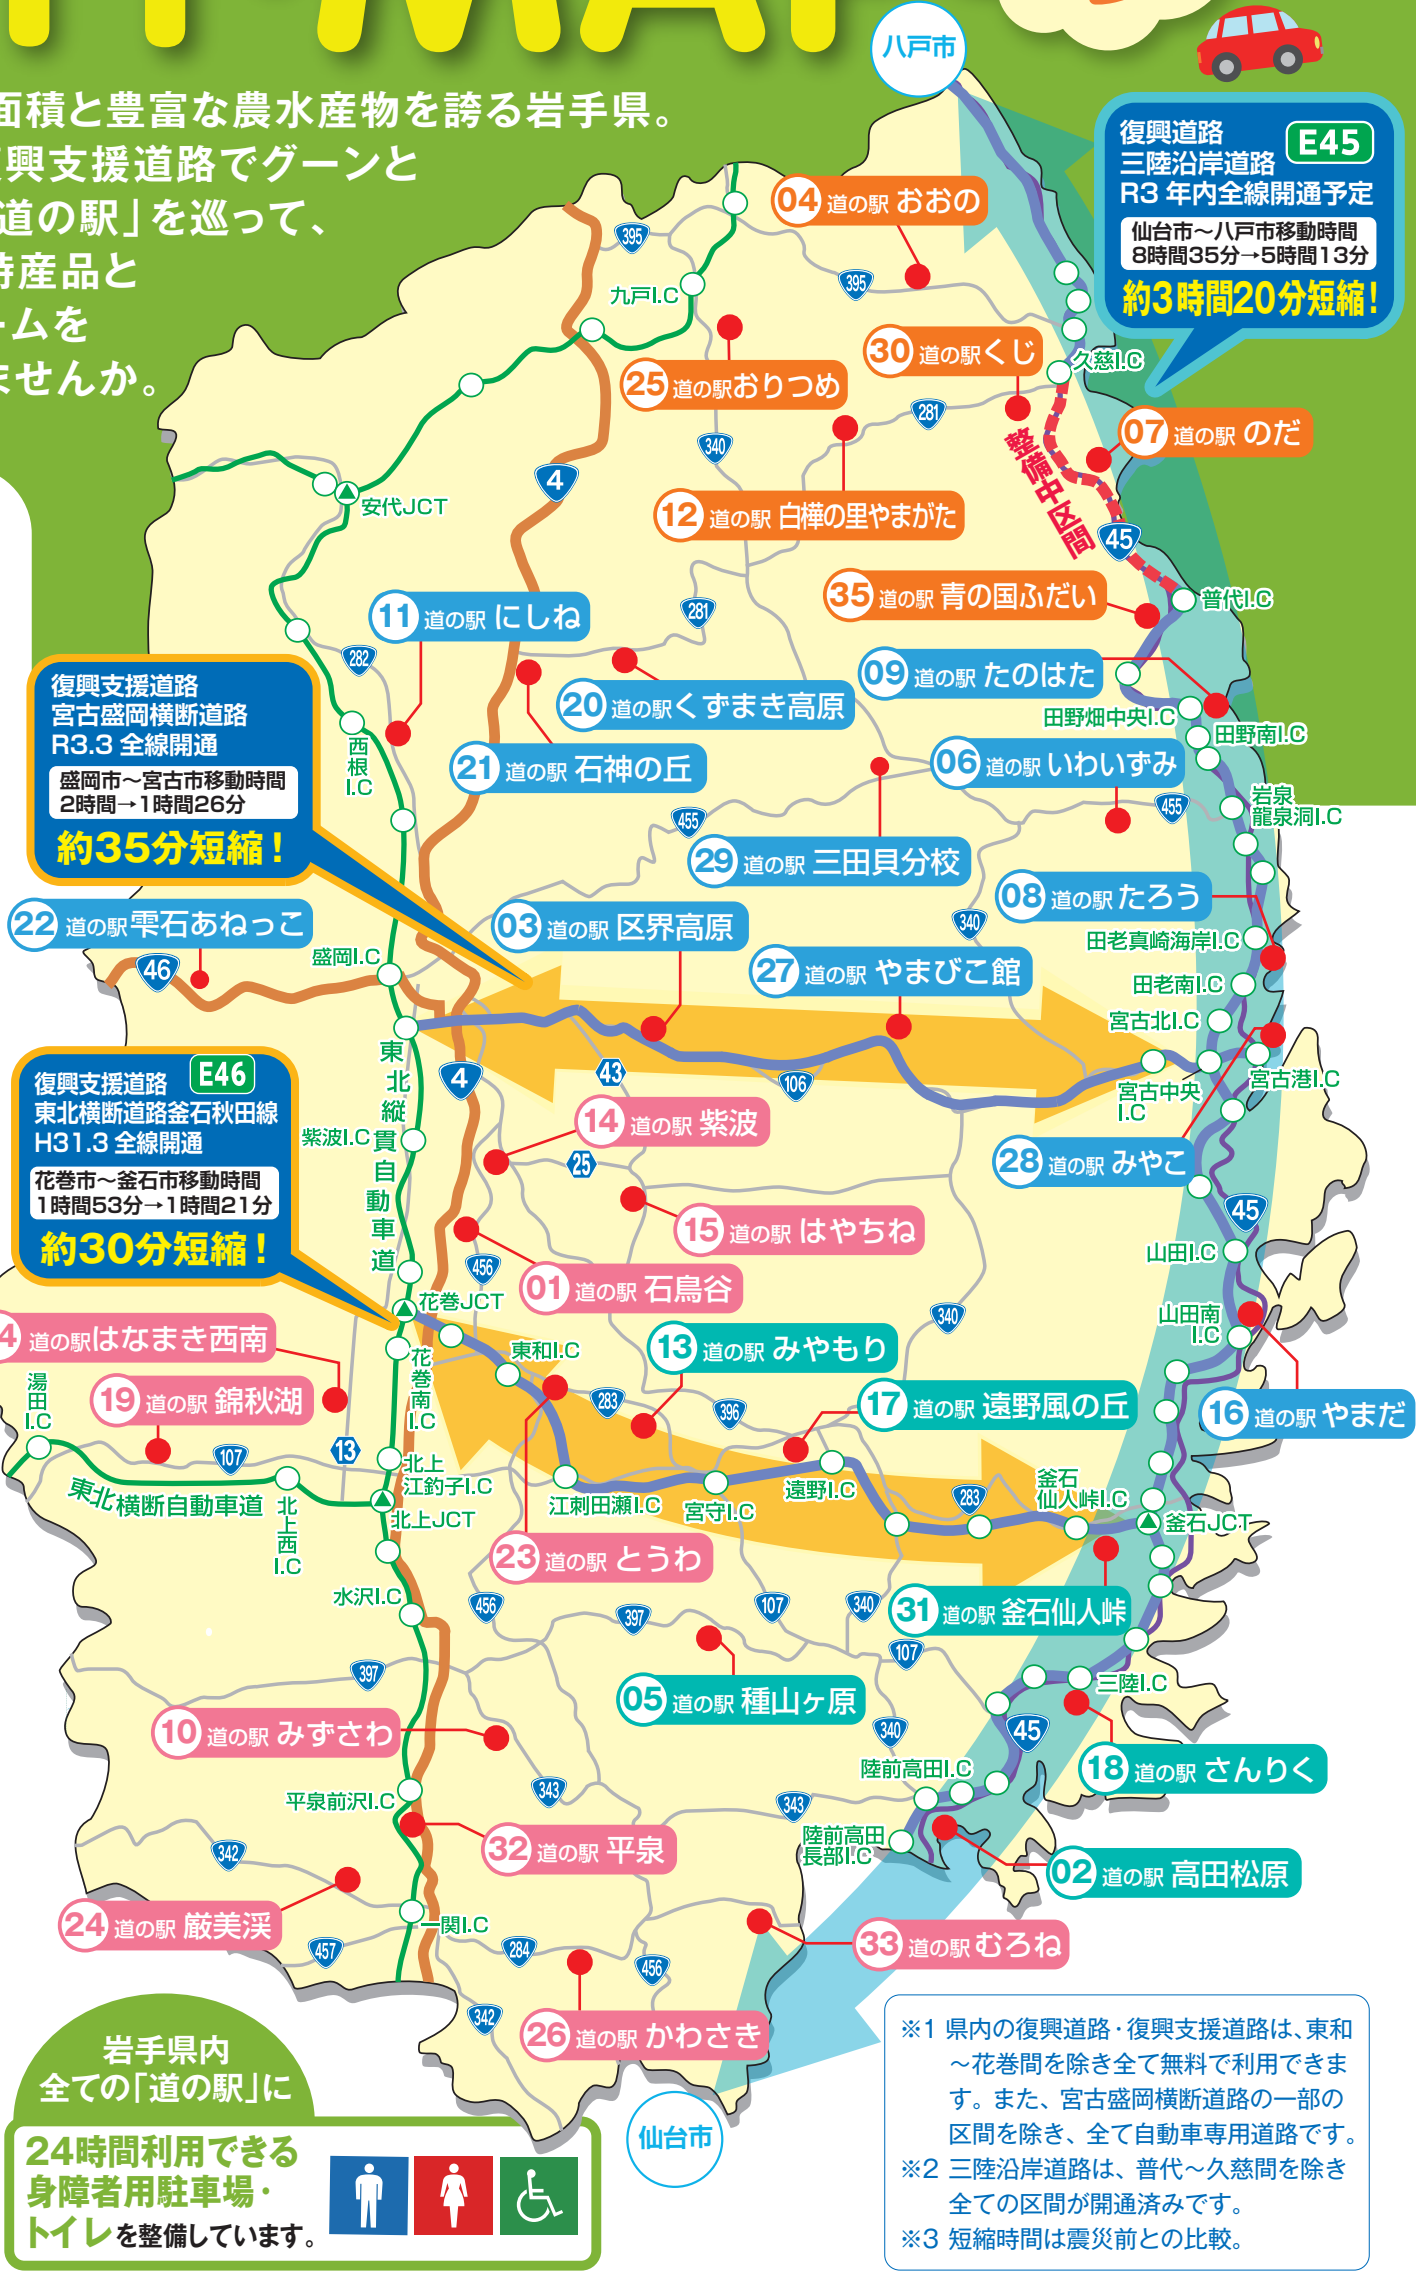 八戸市
面積と豊富な農水産物を誇る岩手県。
興支援道路でグーンと
道の駅」を巡って、
特産品と
ームを
ませんか。
復興道路
三陸沿岸道路
E45
R3 年内全線開通予定
仙台市～八戸市移動時間
8時間35分→5時間13分
約3時間20分短縮!
04 道の駅 おおの
395
395
九戸I.C
30 道の駅 くじ
久慈I.C
25 道の駅 おりつめ
281
340
07 道の駅 のだ
整備中区間
4
安代JCT
12 道の駅 白樺の里やまがた
45
35 道の駅 青の国ふだい
普代I.C
11 道の駅 にしね
281
282
09 道の駅 たのはた
20 道の駅 くずまき高原
田野畑中央I.C
田野南I.C
復興支援道路
宮古盛岡横断道路
R3.3 全線開通
盛岡市～宮古市移動時間
2時間→1時間26分
約35分短縮!
西根I.C
21 道の駅 石神の丘
06 道の駅 いわいずみ
455
455
岩泉
龍泉洞I.C
29 道の駅 三田貝分校
08 道の駅 たろう
22 道の駅 雫石あねっこ
03 道の駅 区界高原
340
田老真崎海岸I.C
盛岡I.C
46
27 道の駅 やまびこ館
田老南I.C
宮古北I.C
東北縦貫自動車道
4
43
106
宮古中央
I.C
宮古港I.C
復興支援道路
E46
東北横断道路釜石秋田線
H31.3 全線開通
花巻市～釜石市移動時間
1時間53分→1時間21分
約30分短縮!
紫波I.C
14 道の駅 紫波
25
28 道の駅 みやこ
15 道の駅 はやちね
45
山田I.C
456
01 道の駅 石鳥谷
花巻JCT
340
山田南
I.C
4 道の駅 はなまき西南
花巻南I.C
東和I.C
13 道の駅 みやもり
湯田I.C
19 道の駅 錦秋湖
283
396
17 道の駅 遠野風の丘
16 道の駅 やまだ
107
13
北上
江釣子I.C
東北横断自動車道
北上西I.C
北上JCT
江刺田瀬I.C
宮守I.C
遠野I.C
283
釜石
仙人峠I.C
釜石JCT
23 道の駅 とうわ
水沢I.C
456
397
107
340
31 道の駅 釜石仙人峠
107
397
三陸I.C
05 道の駅 種山ヶ原
10 道の駅 みずさわ
340
45
18 道の駅 さんりく
陸前高田I.C
平泉前沢I.C
343
343
陸前高田
長部I.C
32 道の駅 平泉
342
02 道の駅 高田松原
24 道の駅 厳美渓
一関I.C
33 道の駅 むろね
457
284
456
342
26 道の駅 かわさき
仙台市
岩手県内
全ての「道の駅」に
24時間利用できる
身障者用駐車場・
トイレを整備しています。
※1 県内の復興道路・復興支援道路は、東和
～花巻間を除き全て無料で利用できま
す。また、宮古盛岡横断道路の一部の
区間を除き、全て自動車専用道路です。
※2 三陸沿岸道路は、普代～久慈間を除き
全ての区間が開通済みです。
※3 短縮時間は震災前との比較。